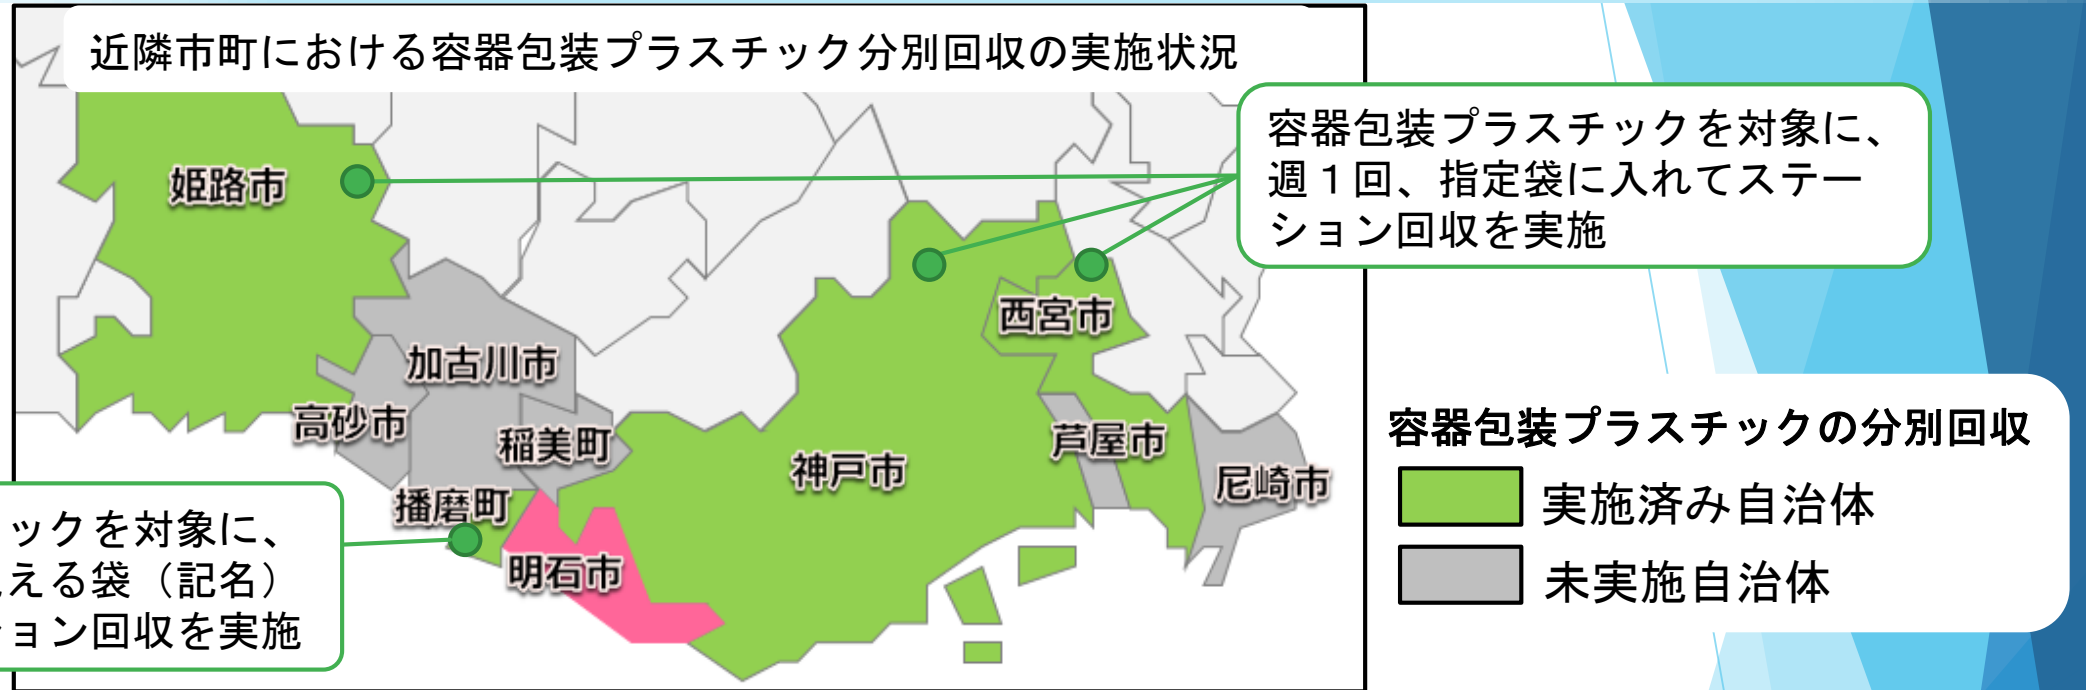 近隣市町における容器包装プラスチック分別回収の実施状況
容器包装プラスチックを対象に、
週１回、指定袋に入れてステー
ション回収を実施
姫路市
西宮市
加古川市
高砂市
稲美町
芦屋市
神戸市
尼崎市
播磨町
明石市
ックを対象に、
える袋（記名）
ション回収を実施
容器包装プラスチックの分別回収
実施済み自治体
未実施自治体